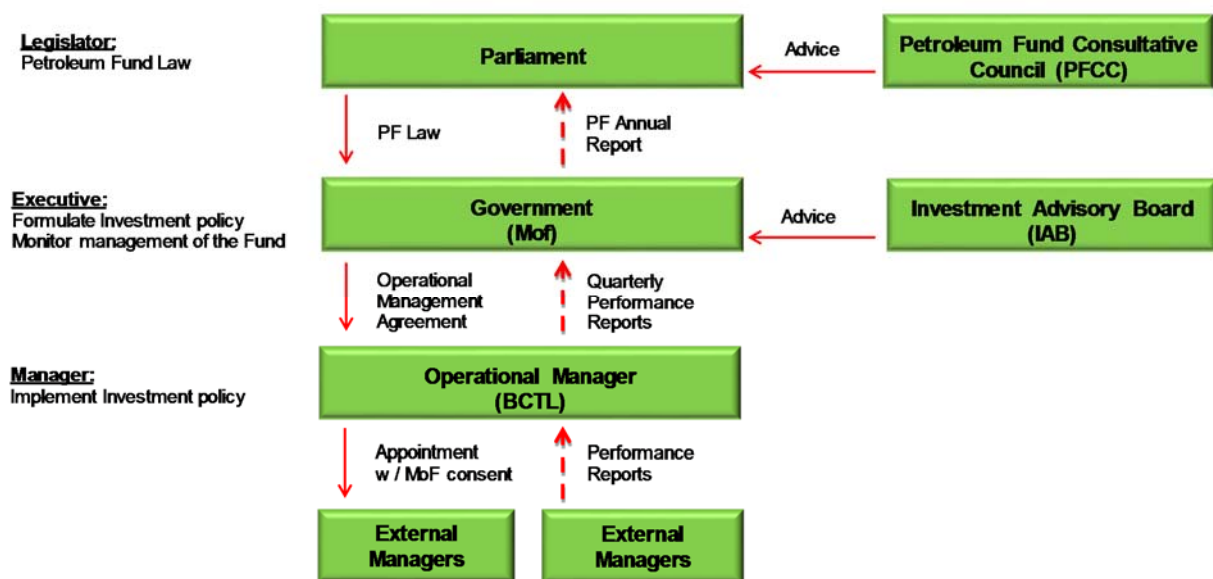 Legislator:
Petroleum Fund Law
Parliament
Advice
Petroleum Fund Consultative
Council (PFCC)
PF Law
PF Annual
Report
Executive:
Formulate Investment policy
Monitor management of the Fund
Government
(Mof)
Advice
Investment Advisory Board
(IAB)
Operational
Management
Agreement
Quarterly
Performance
Reports
Manager:
Implement Investment policy
Operational Manager
(BCTL)
Appointment
w / MoF consent
Performance
Reports
External
Managers
External
Managers